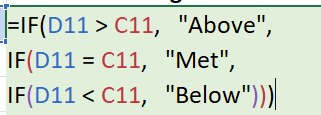 =IF(D11 > C11, "Above",
IF(D11 = C11, "Met",
IF(D11 < C11, "Below")))